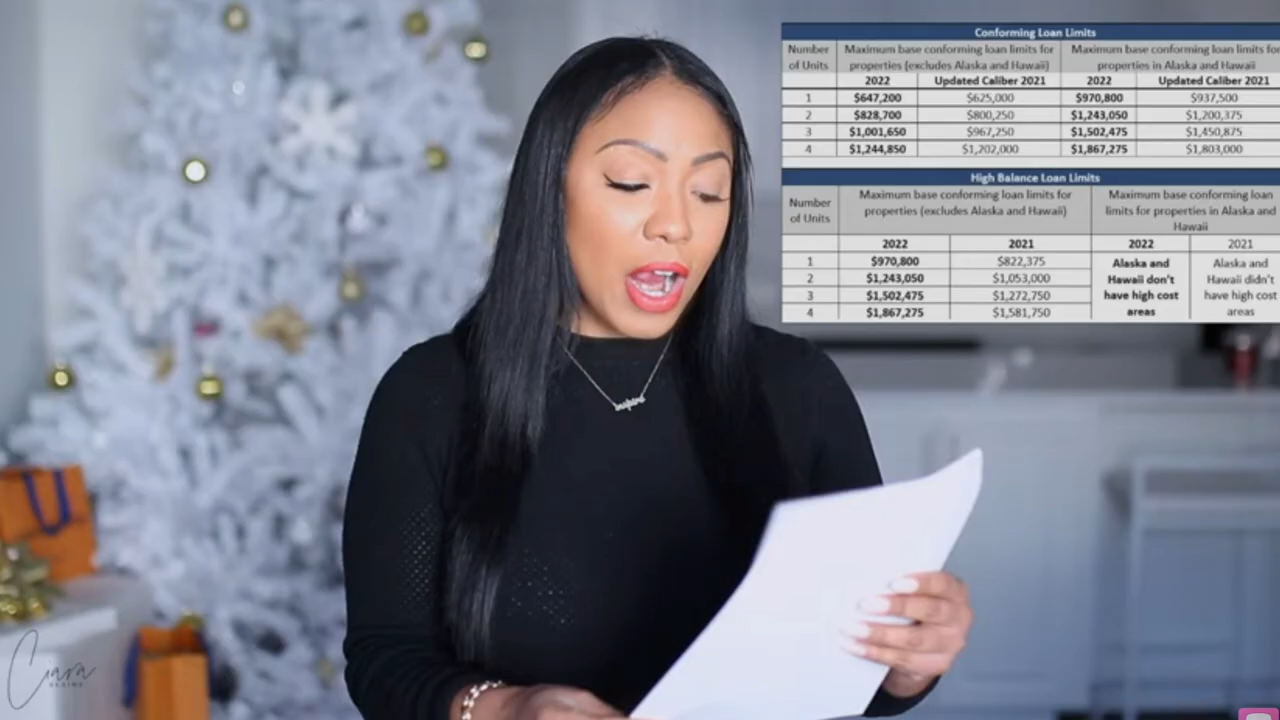 Conforming Loan Limits
Number of Units
Maximum base conforming loan limits for properties (excludes Alaska and Hawaii)
Maximum base conforming loan limits for properties in Alaska and Hawaii
2022 Updated Caliber 2021 2022 Updated Caliber 2021
1 $647,200 $625,000 $970,800 $937,500
2 $828,700 $800,250 $1,243,050 $1,200,375
3 $1,001,650 $967,250 $1,502,475 $1,450,875
4 $1,244,850 $1,202,000 $1,867,275 $1,803,000
High Balance Loan Limits
Number of Units
Maximum base conforming loan limits for properties (excludes Alaska and Hawaii)
Maximum base conforming loan limits for properties in Alaska and Hawaii
2022 2021 2022 2021
1 $970,800 $822,375
2 $1,243,050 $1,053,000
3 $1,502,475 $1,272,750
4 $1,867,275 $1,581,750
Alaska and Hawaii don't have high cost areas
Alaska and Hawaii didn't have high cost areas
Ciara